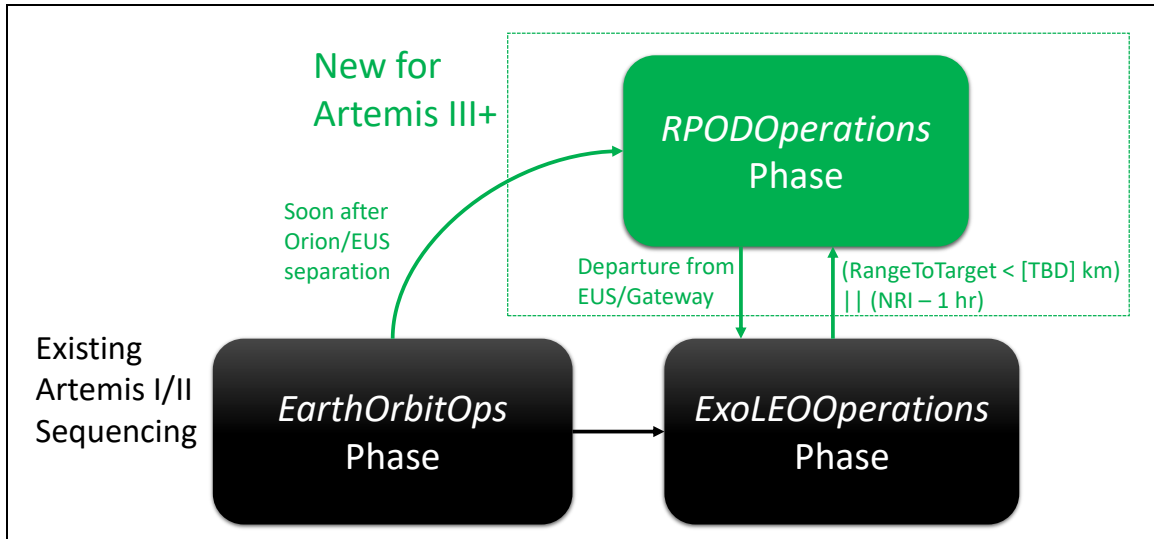 New for
Artemis III+
RPODOperations
Phase
Soon after
Orion/EUS
separation
Departure from
EUS/Gateway
(RangeToTarget < [TBD] km)
|| (NRI – 1 hr)
Existing
Artemis I/II
Sequencing
EarthOrbitOps
Phase
ExoLEOOperations
Phase